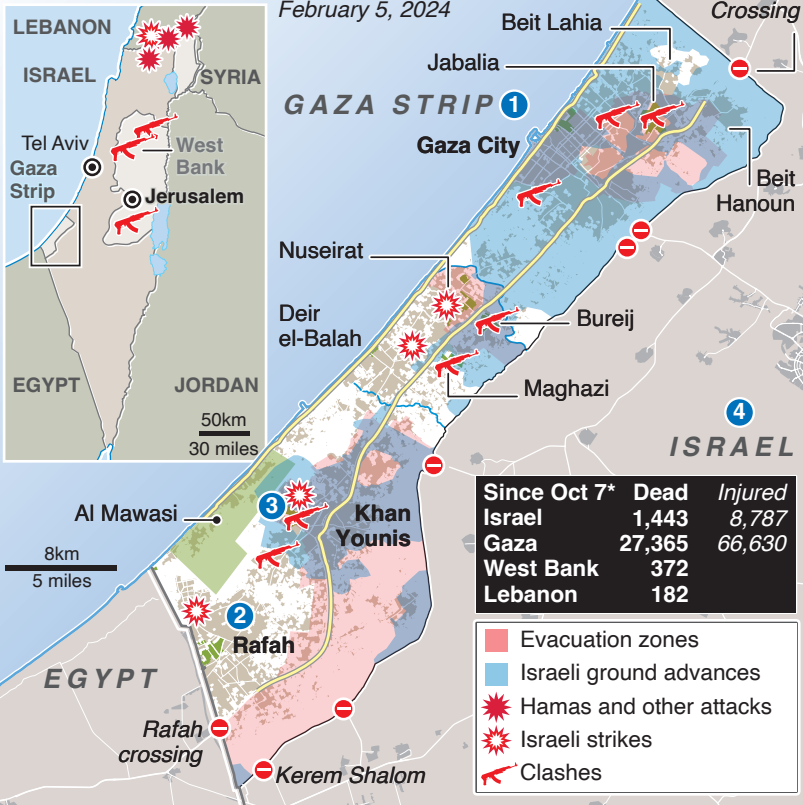 February 5, 2024
Crossing
LEBANON
ISRAEL
SYRIA
Tel Aviv
Gaza
Strip
West
Bank
Jerusalem
EGYPT
JORDAN
50km
30 miles
Beit Lahia
Jabalia
GAZA STRIP 1
Gaza City
Beit
Hanoun
Nuseirat
Deir
el-Balah
Bureij
Maghazi
4
ISRAEL
Al Mawasi
3
Khan
Younis
8km
5 miles
2
Rafah
EGYPT
Rafah
crossing
Kerem Shalom
Since Oct 7* Dead Injured
Israel 1,443 8,787
Gaza 27,365 66,630
West Bank 372
Lebanon 182
Evacuation zones
Israeli ground advances
Hamas and other attacks
Israeli strikes
Clashes